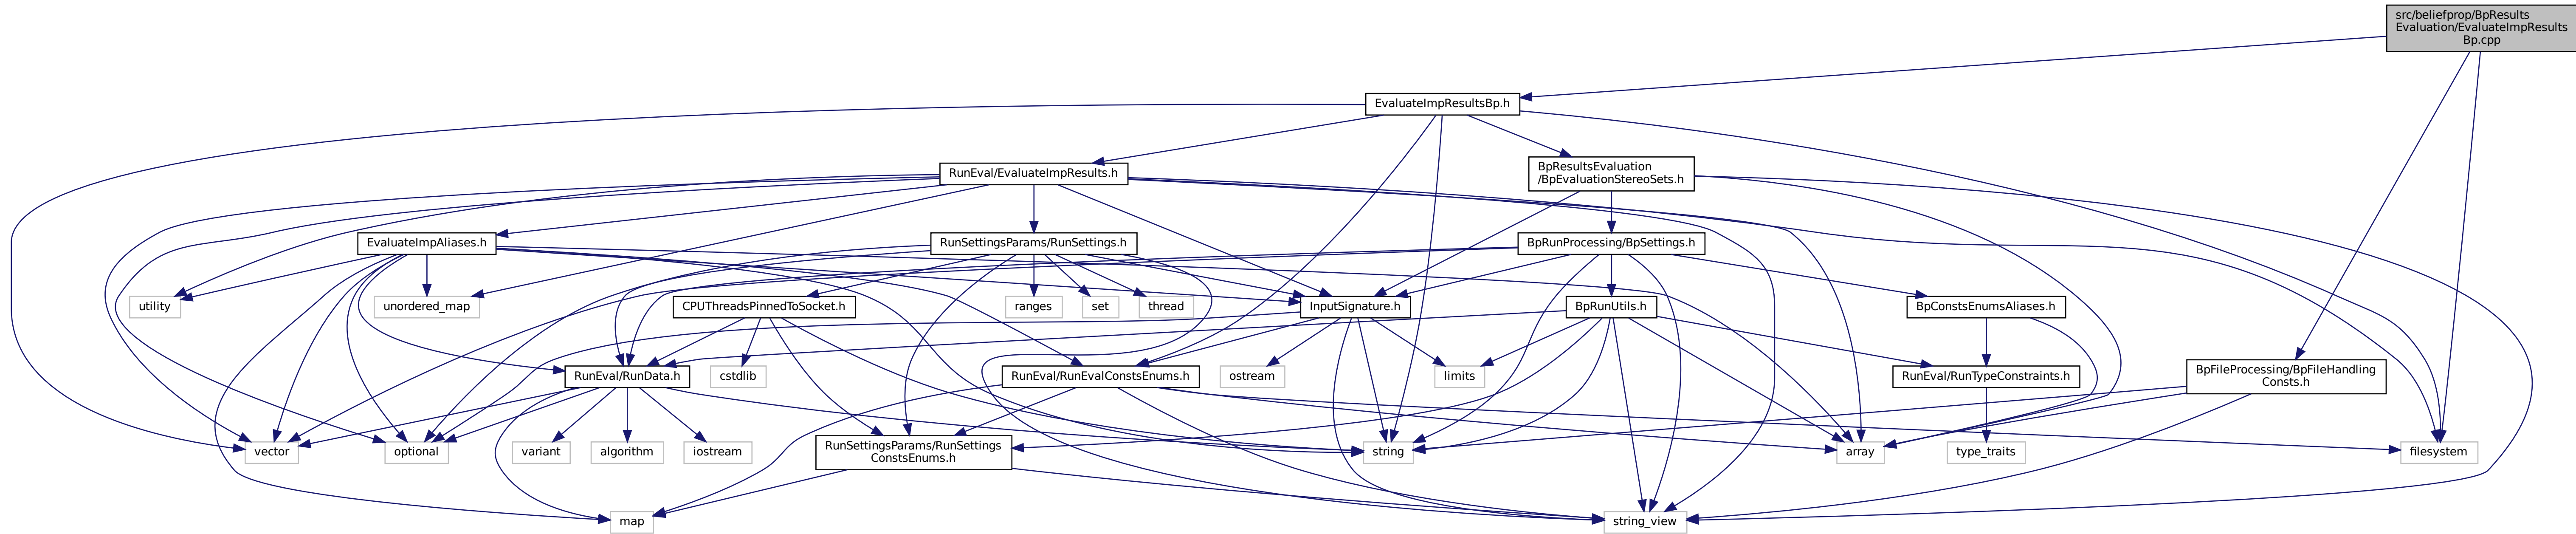 src/beliefprop/BpResults
Evaluation/EvaluateImpResults
Bp.cpp
EvaluateImpResultsBp.h
RunEval/EvaluateImpResults.h
BpResultsEvaluation
/BpEvaluationStereoSets.h
EvaluateImpAliases.h
RunSettingsParams/RunSettings.h
BpRunProcessing/BpSettings.h
utility
unordered_map
CPUThreadsPinnedToSocket.h
ranges
set
thread
InputSignature.h
BpRunUtils.h
BpConstsEnumsAliases.h
RunEval/RunData.h
cstdlib
RunEval/RunEvalConstsEnums.h
ostream
limits
RunEval/RunTypeConstraints.h
BpFileProcessing/BpFileHandling
Consts.h
vector
optional
variant
algorithm
iostream
RunSettingsParams/RunSettings
ConstsEnums.h
string
array
type_traits
filesystem
map
string_view